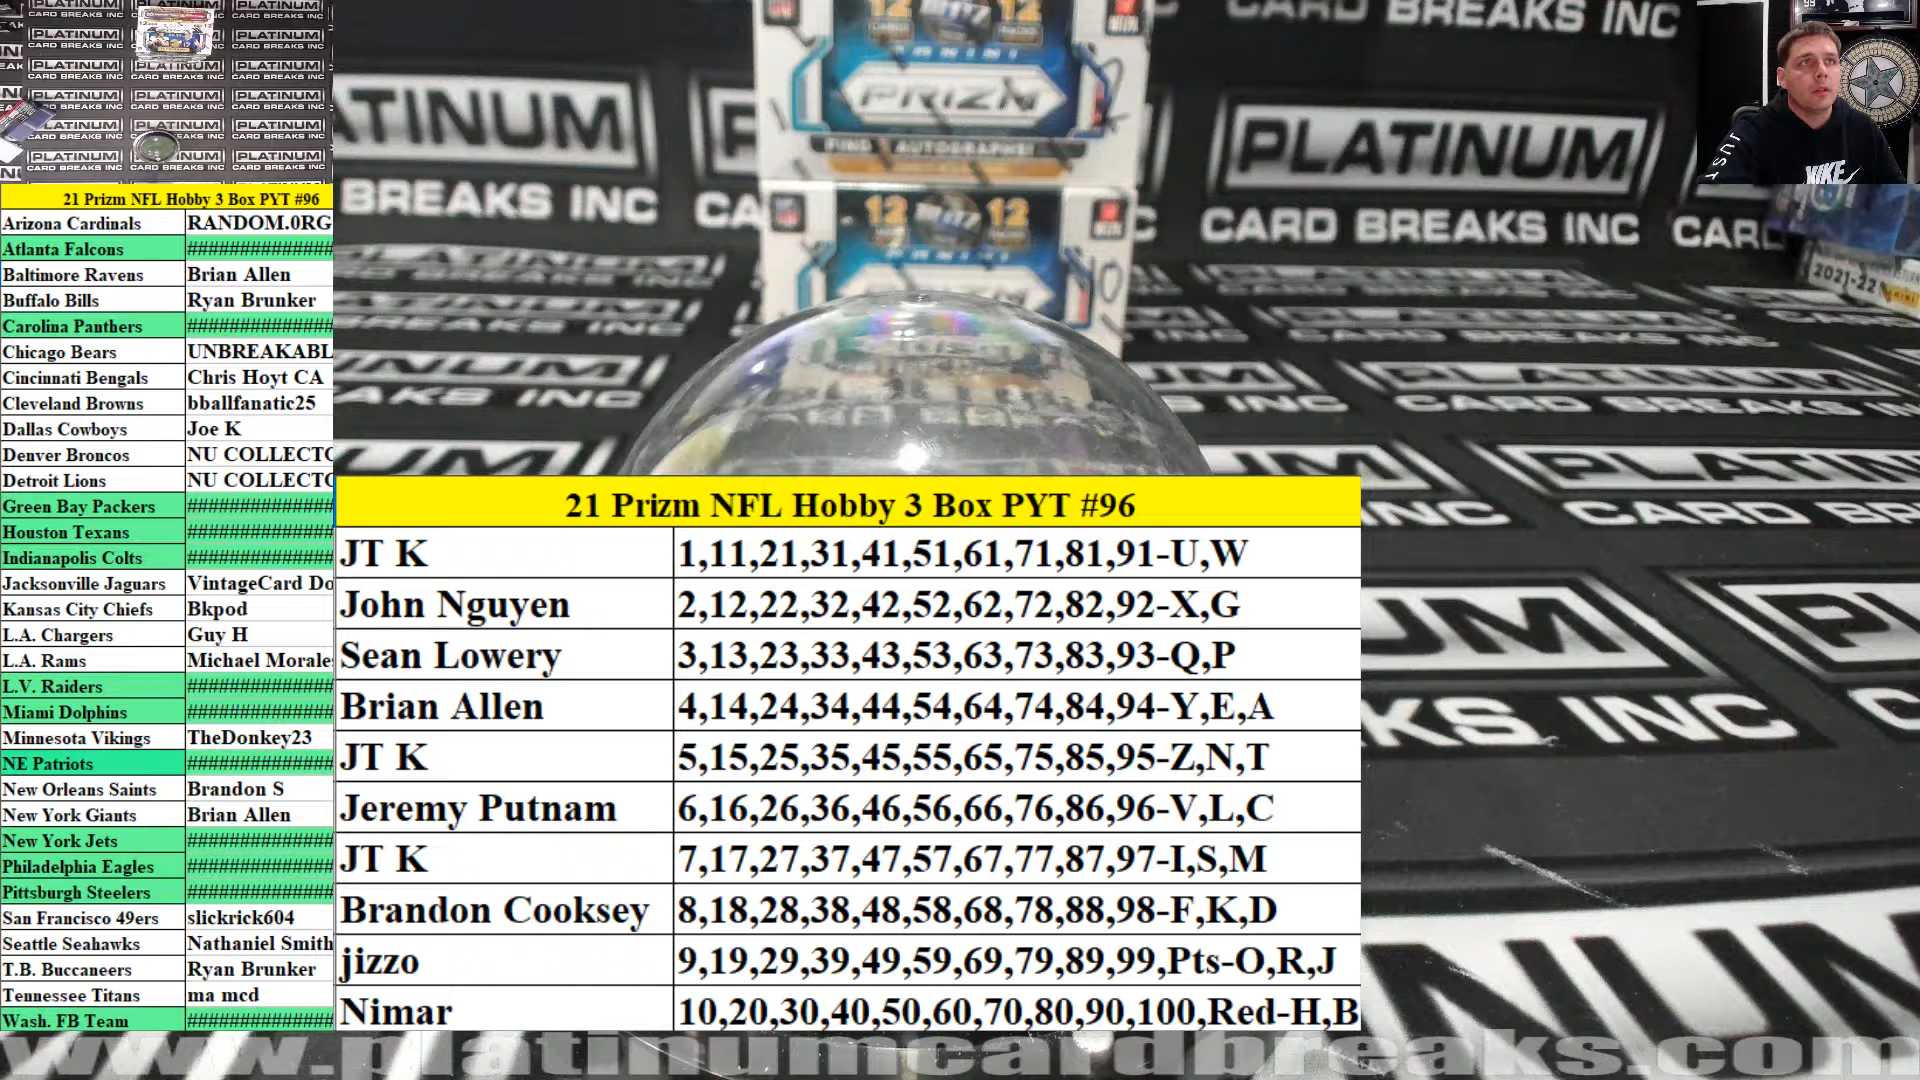 21 Prizm NFL Hobby 3 Box PYT #96
Arizona Cardinals RANDOM.0RG
Atlanta Falcons ###############
Baltimore Ravens Brian Allen
Buffalo Bills Ryan Brunker
Carolina Panthers ###############
Chicago Bears UNBREAKABL
Cincinnati Bengals Chris Hoyt CA
Cleveland Browns bballfanatic25
Dallas Cowboys Joe K
Denver Broncos NU COLLECTO
Detroit Lions NU COLLECTO
Green Bay Packers ###############
Houston Texans ###############
Indianapolis Colts ###############
Jacksonville Jaguars VintageCard Do
Kansas City Chiefs Bkpod
L.A. Chargers Guy H
L.A. Rams Michael Morales
L.V. Raiders ###############
Miami Dolphins ###############
Minnesota Vikings TheDonkey23
NE Patriots ###############
New Orleans Saints Brandon S
New York Giants Brian Allen
New York Jets ###############
Philadelphia Eagles ###############
Pittsburgh Steelers ###############
San Francisco 49ers slickrick604
Seattle Seahawks Nathaniel Smith
T.B. Buccaneers Ryan Brunker
Tennessee Titans ma mcd
Wash. FB Team ###############
21 Prizm NFL Hobby 3 Box PYT #96
JT K 1,11,21,31,41,51,61,71,81,91-U,W
John Nguyen 2,12,22,32,42,52,62,72,82,92-X,G
Sean Lowery 3,13,23,33,43,53,63,73,83,93-Q,P
Brian Allen 4,14,24,34,44,54,64,74,84,94-Y,E,A
JT K 5,15,25,35,45,55,65,75,85,95-Z,N,T
Jeremy Putnam 6,16,26,36,46,56,66,76,86,96-V,L,C
JT K 7,17,27,37,47,57,67,77,87,97-I,S,M
Brandon Cooksey 8,18,28,38,48,58,68,78,88,98-F,K,D
jizzo 9,19,29,39,49,59,69,79,89,99,Pts-O,R,J
Nimar 10,20,30,40,50,60,70,80,90,100,Red-H,B
PRIZM
PLATINUM
CARD BREAKS INC
12 12
2021-22
JUST
NIKE
www.platinumcardbreaks.com